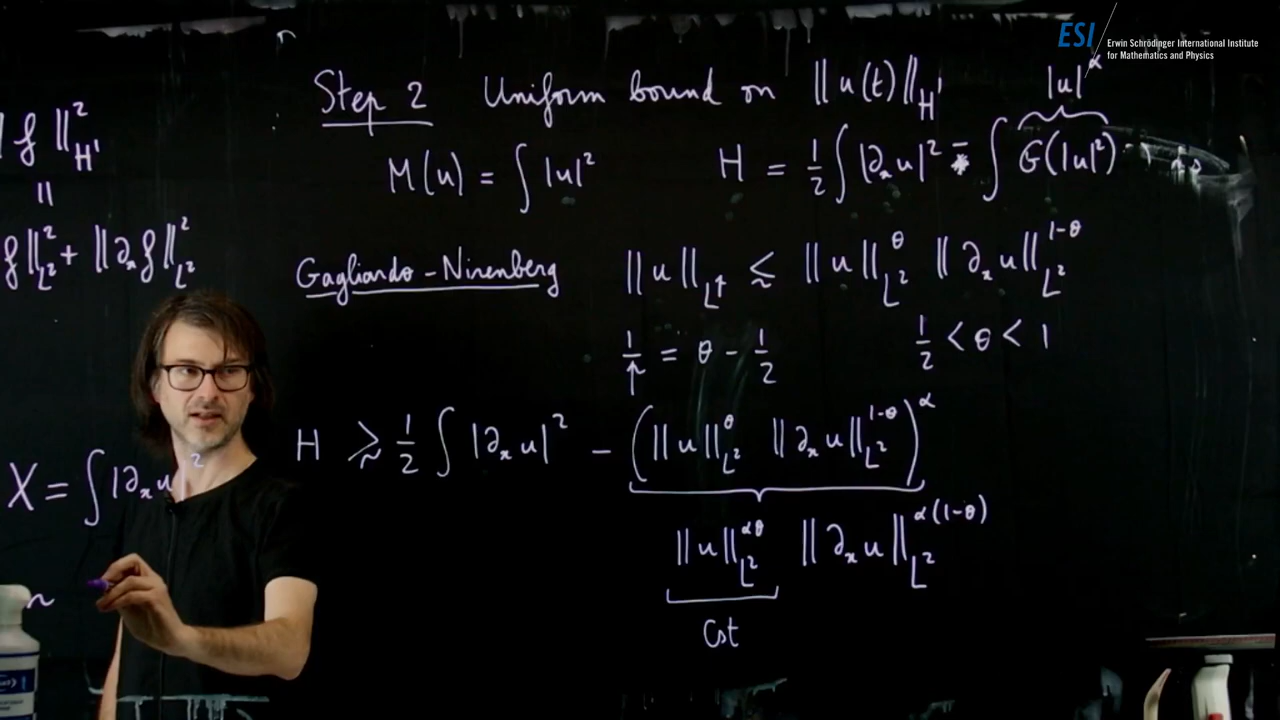 ESI Erwin Schrödinger International Institute
for Mathematics and Physics
Step 2 Uniform bound on ‖u(t)‖_{H¹}
|u|^α
M(u) = ∫ |u|² H = ½ ∫ |∂ₓu|² - ∫ G(|u|²)
f ‖²_{H¹}
||
f‖²_{L²} + ‖∂ₓf‖²_{L²}
Gagliardo-Nirenberg ‖u‖_{L^p} ≲ ‖u‖^θ_{L²} ‖∂ₓu‖^{1-θ}_{L²}
1/p = θ - ½ ½ < θ < 1
H ≳ ½ ∫ |∂ₓu|² - (‖u‖^θ_{L²} ‖∂ₓu‖^{1-θ}_{L²})^α
X = ∫ |∂ₓu|²
‖u‖^{αθ}_{L²} ‖∂ₓu‖^{α(1-θ)}_{L²}
Cst